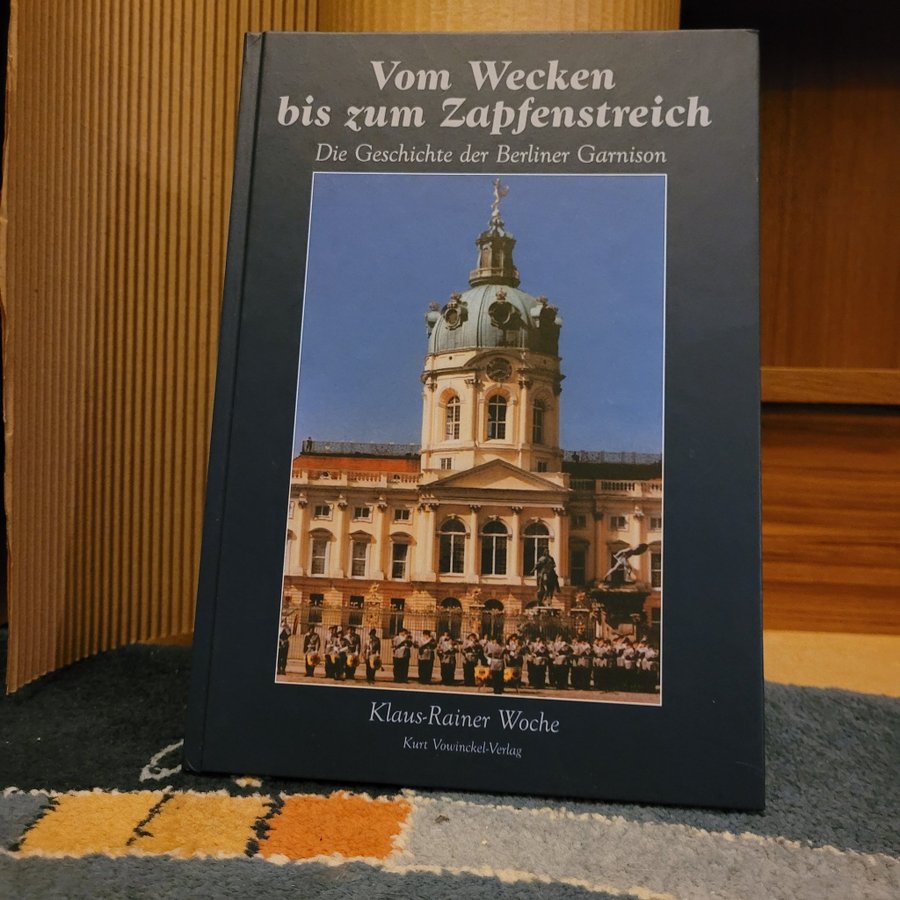 Vom Wecken
bis zum Zapfenstreich
Die Geschichte der Berliner Garnison
Klaus-Rainer Woche
Kurt Vowinckel-Verlag